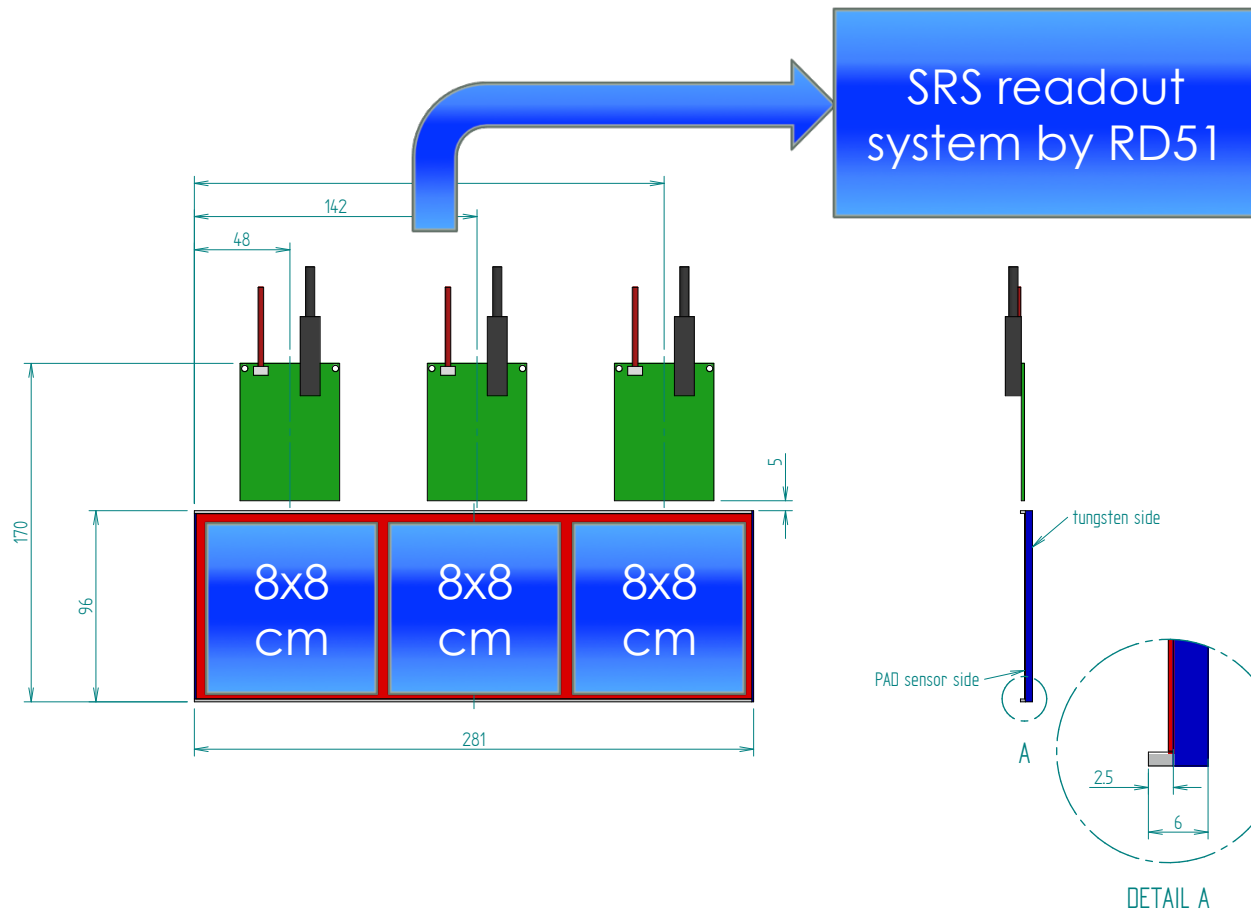 SRS readout
system by RD51
142
48
5
170
96
8x8
cm
8x8
cm
8x8
cm
281
tungsten side
PAD sensor side
A
2.5
6
DETAIL A